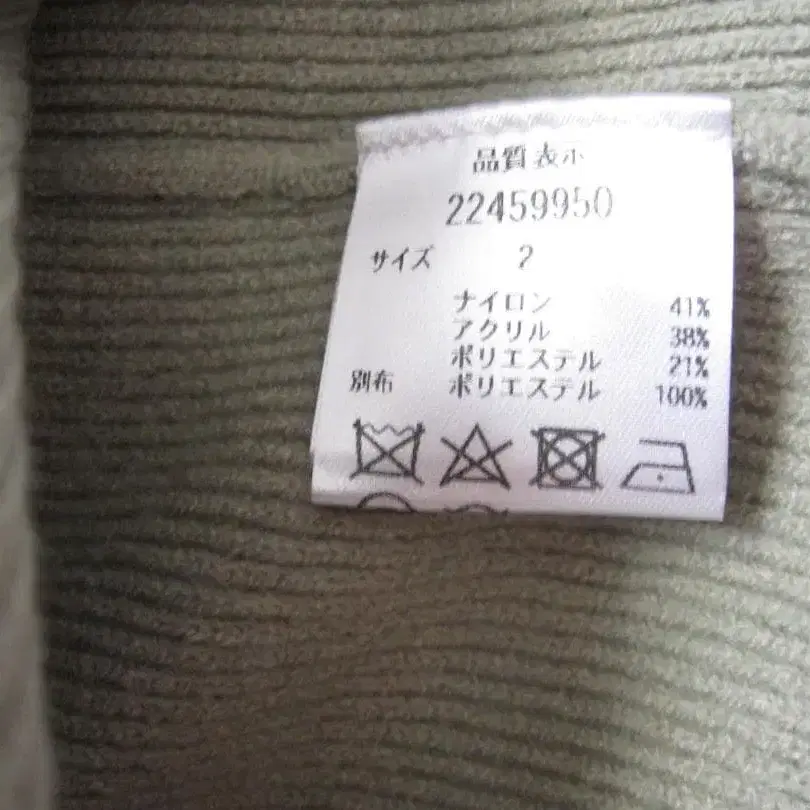 品質表示
22459950
サイズ 2
ナイロン 41%
アクリル 38%
ポリエステル 21%
別布 ポリエステル 100%